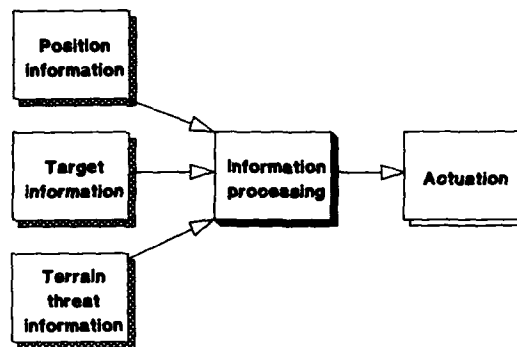 Position
information
Target
information
Terrain
threat
information
Information
processing
Actuation